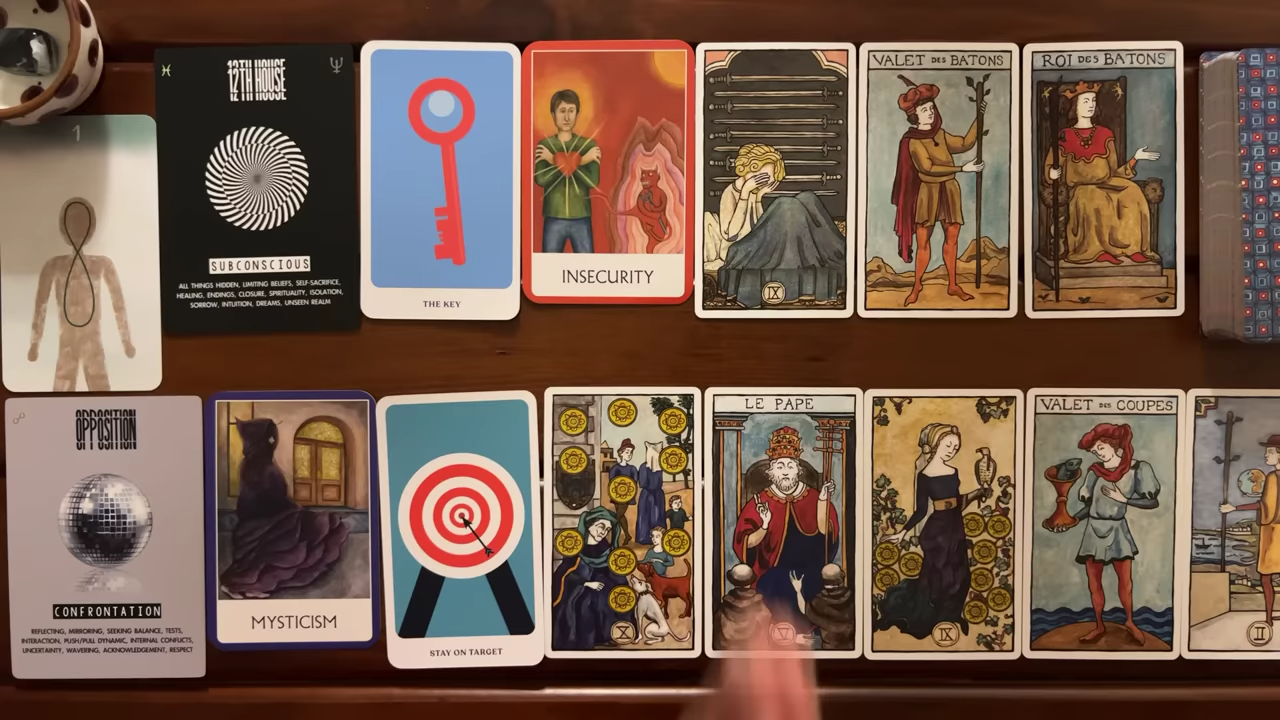 1
12TH HOUSE
SUBCONSCIOUS
ALL THINGS HIDDEN, LIMITING BELIEFS, SELF-SACRIFICE,
HEALING, ENDINGS, CLOSURE, SPIRITUALITY, ISOLATION,
SORROW, INTUITION, DREAMS, UNSEEN REALM
THE KEY
INSECURITY
IX
VALET DES BATONS
ROI DES BATONS
OPPOSITION
CONFRONTATION
REFLECTING, MIRRORING, SEEKING BALANCE, TESTS,
INTERACTION, PUSH/PULL DYNAMIC, INTERNAL CONFLICTS,
UNCERTAINTY, WAVERING, ACKNOWLEDGEMENT, RESPECT
MYSTICISM
STAY ON TARGET
X
LE PAPE
V
IX
VALET DES COUPES
II